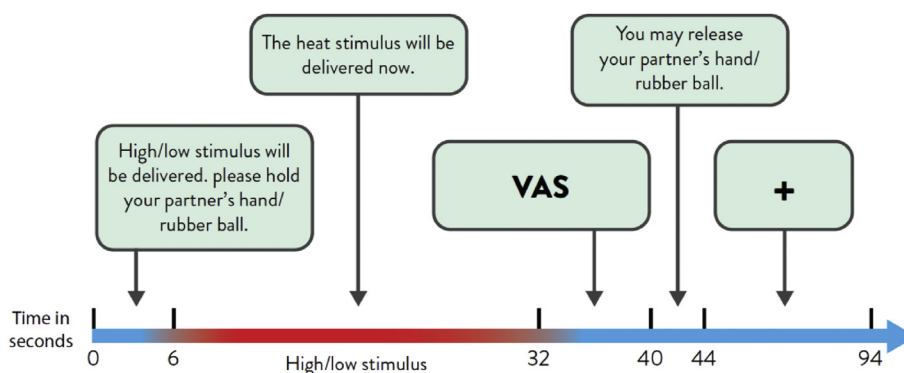 The heat stimulus will be
delivered now.
You may release
your partner's hand/
rubber ball.
High/low stimulus will
be delivered. please hold
your partner's hand/
rubber ball.
VAS
+
Time in
seconds
0 6 32 40 44 94
High/low stimulus